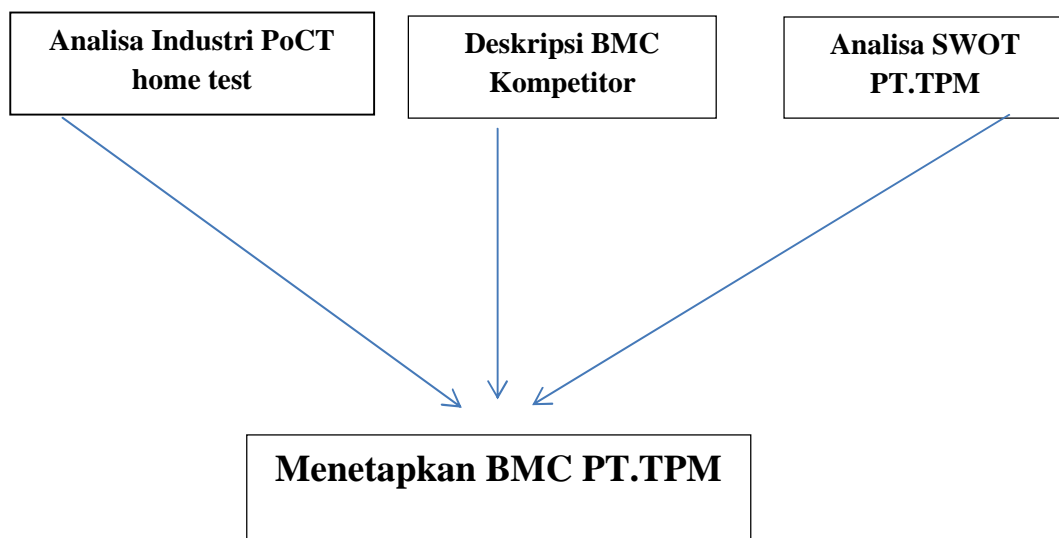 Analisa Industri PoCT
home test
Deskripsi BMC
Kompetitor
Analisa SWOT
PT.TPM
Menetapkan BMC PT.TPM